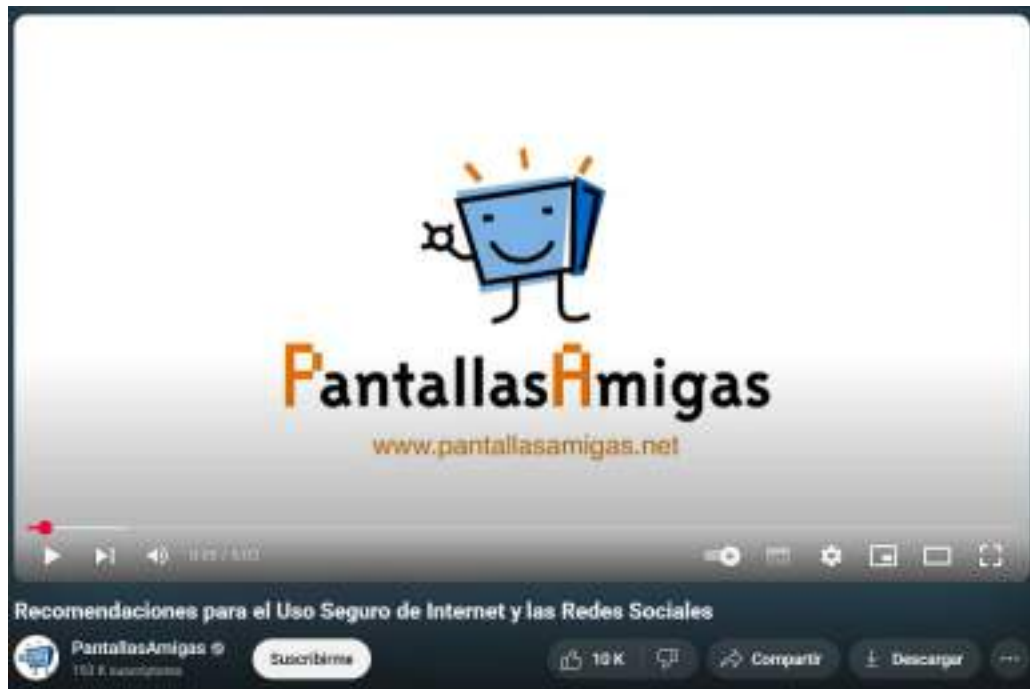 PantallasAmigas
www.pantallasamigas.net
Recomendaciones para el Uso Seguro de Internet y las Redes Sociales
PantallasAmigas
Suscribirme
10 K
Compartir
Descargar